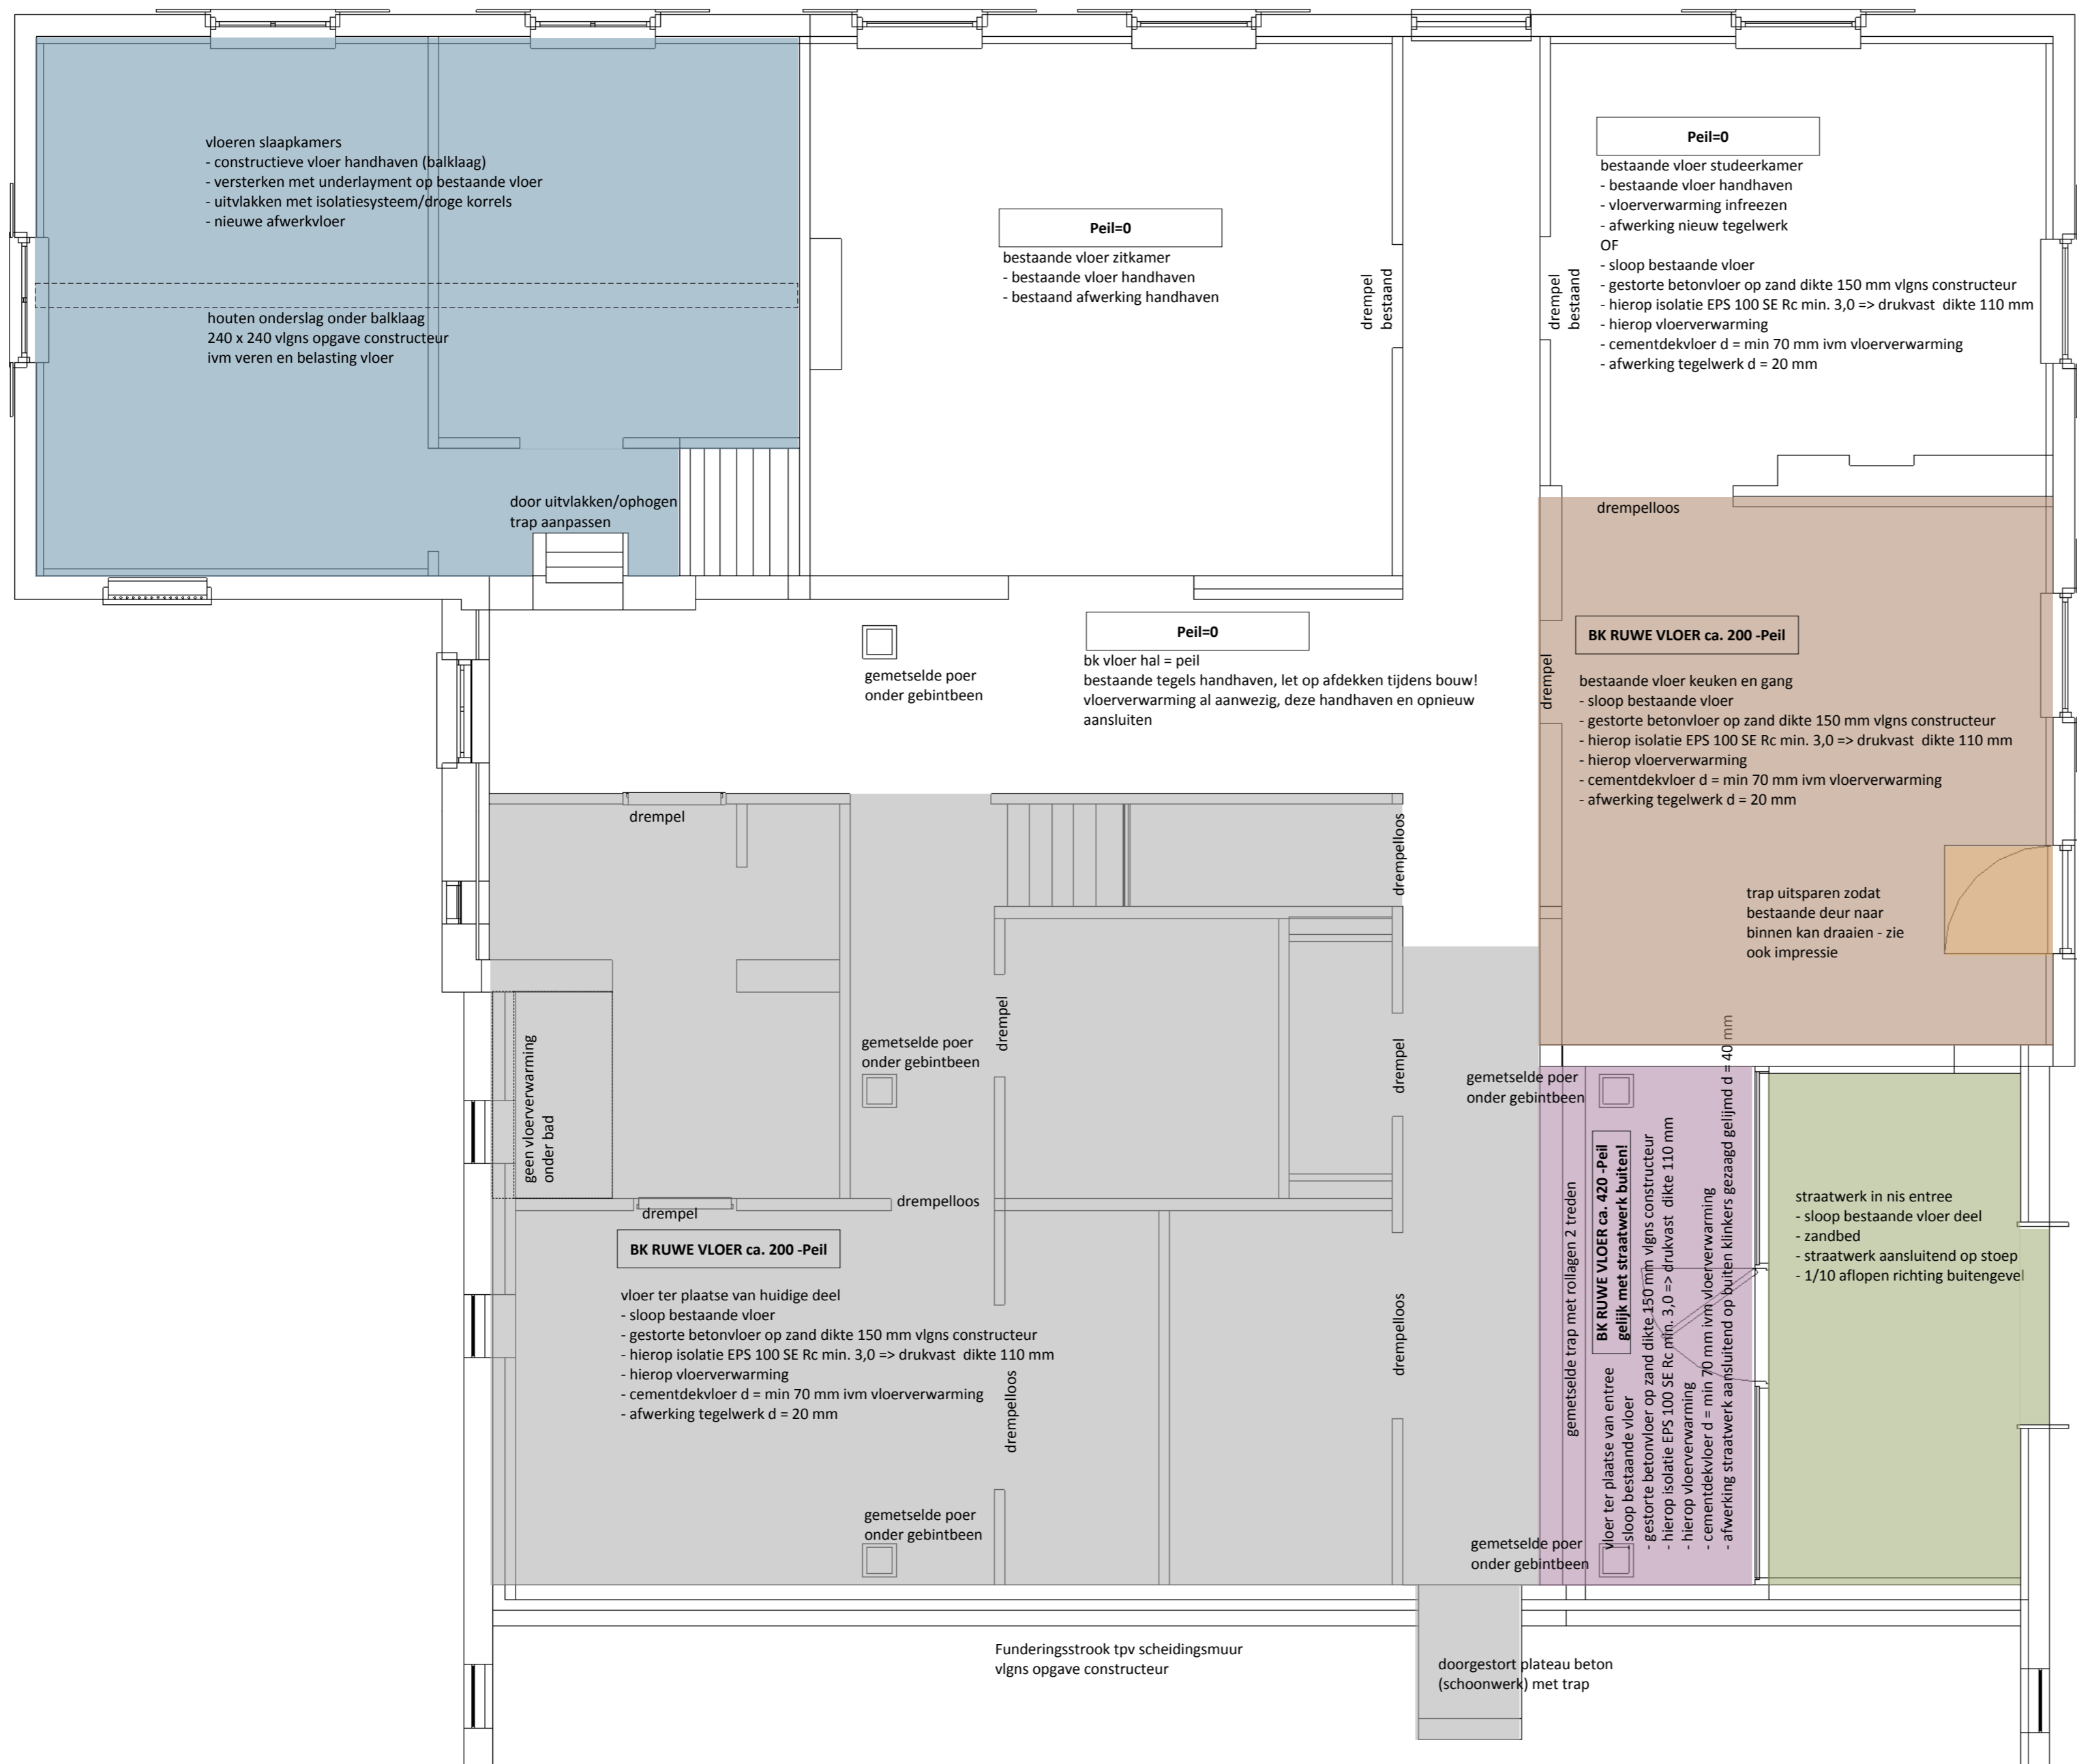 vloeren slaapkamers
- constructieve vloer handhaven (balklaag)
- versterken met underlayment op bestaande vloer
- uitvlakken met isolatiesysteem/droge korrels
- nieuwe afwerkvloer
houten onderslag onder balklaag
240 x 240 vlgns opgave constructeur
ivm veren en belasting vloer
door uitvlakken/ophogen
trap aanpassen
Peil=0
bestaande vloer zitkamer
- bestaande vloer handhaven
- bestaand afwerking handhaven
drempel
bestaand
drempel
bestaand
Peil=0
bestaande vloer studeerkamer
- bestaande vloer handhaven
- vloerverwarming infreezen
- afwerking nieuw tegelwerk
OF
- sloop bestaande vloer
- gestorte betonvloer op zand dikte 150 mm vlgns constructeur
- hierop isolatie EPS 100 SE Rc min. 3,0 => drukvast  dikte 110 mm
- hierop vloerverwarming
- cementdekvloer d = min 70 mm ivm vloerverwarming
- afwerking tegelwerk d = 20 mm
drempelloos
gemetselde poer
onder gebintbeen
Peil=0
bk vloer hal = peil
bestaande tegels handhaven, let op afdekken tijdens bouw!
vloerverwarming al aanwezig, deze handhaven en opnieuw
aansluiten
drempel
BK RUWE VLOER ca. 200 -Peil
bestaande vloer keuken en gang
- sloop bestaande vloer
- gestorte betonvloer op zand dikte 150 mm vlgns constructeur
- hierop isolatie EPS 100 SE Rc min. 3,0 => drukvast  dikte 110 mm
- hierop vloerverwarming
- cementdekvloer d = min 70 mm ivm vloerverwarming
- afwerking tegelwerk d = 20 mm
trap uitsparen zodat
bestaande deur naar
binnen kan draaien - zie
ook impressie
drempel
drempelloos
geen vloerverwarming
onder bad
gemetselde poer
onder gebintbeen
drempel
drempel
gemetselde poer
onder gebintbeen
drempel
drempelloos
BK RUWE VLOER ca. 200 -Peil
vloer ter plaatse van huidige deel
- sloop bestaande vloer
- gestorte betonvloer op zand dikte 150 mm vlgns constructeur
- hierop isolatie EPS 100 SE Rc min. 3,0 => drukvast  dikte 110 mm
- hierop vloerverwarming
- cementdekvloer d = min 70 mm ivm vloerverwarming
- afwerking tegelwerk d = 20 mm
drempelloos
drempelloos
gemetselde trap met rollagen 2 treden
BK RUWE VLOER ca. 420 -Peil
gelijk met straatwerk buiten!
vloer ter plaatse van entree
- sloop bestaande vloer
- gestorte betonvloer op zand dikte 150 mm vlgns constructeur
- hierop isolatie EPS 100 SE Rc min. 3,0 => drukvast  dikte 110 mm
- hierop vloerverwarming
- cementdekvloer d = min 70 mm ivm vloerverwarming
- afwerking straatwerk aansluitend op buiten klinkers gezaagd gelijmd d = 40 mm
straatwerk in nis entree
- sloop bestaande vloer deel
- zandbed
- straatwerk aansluitend op stoep
- 1/10 aflopen richting buitengevel
gemetselde poer
onder gebintbeen
gemetselde poer
onder gebintbeen
Funderingsstrook tpv scheidingsmuur
vlgns opgave constructeur
doorgestort plateau beton
(schoonwerk) met trap